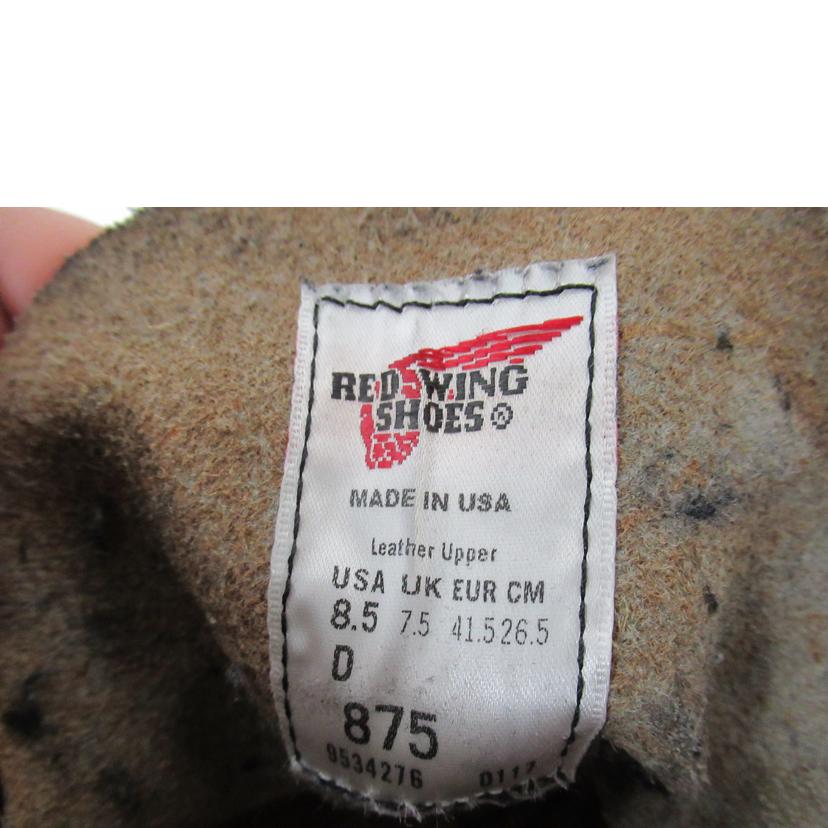 RED WING
SHOES®
MADE IN USA
Leather Upper
USA UK EUR CM
8.5 7.5 41.5 26.5
D
875
9534276 0117